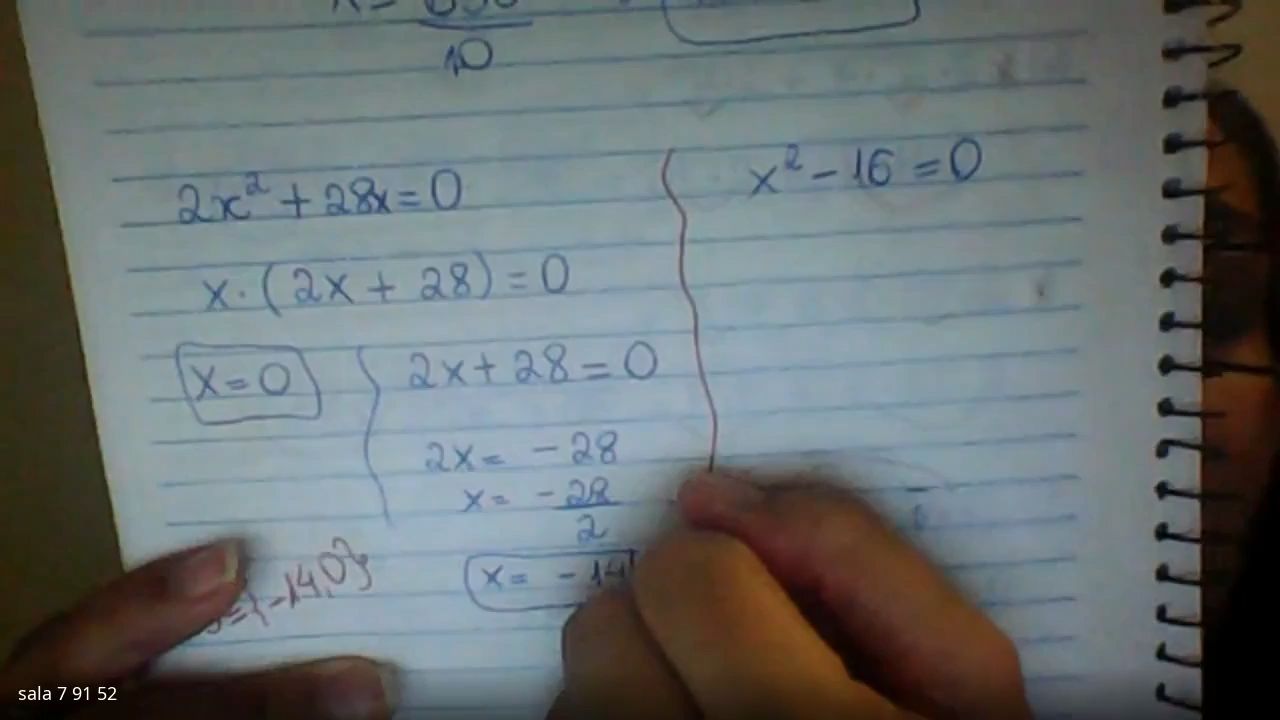 10
2x² + 28x = 0
x · (2x + 28) = 0
x = 0
2x + 28 = 0
2x = - 28
x = - 28
2
x = - 14
={-14,0}
x² - 16 = 0
sala 7 91 52